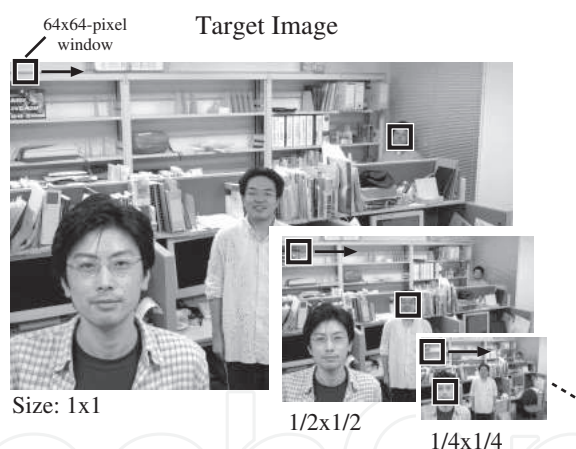 64x64-pixel
window
Target Image
Size: 1x1
1/2x1/2
1/4x1/4